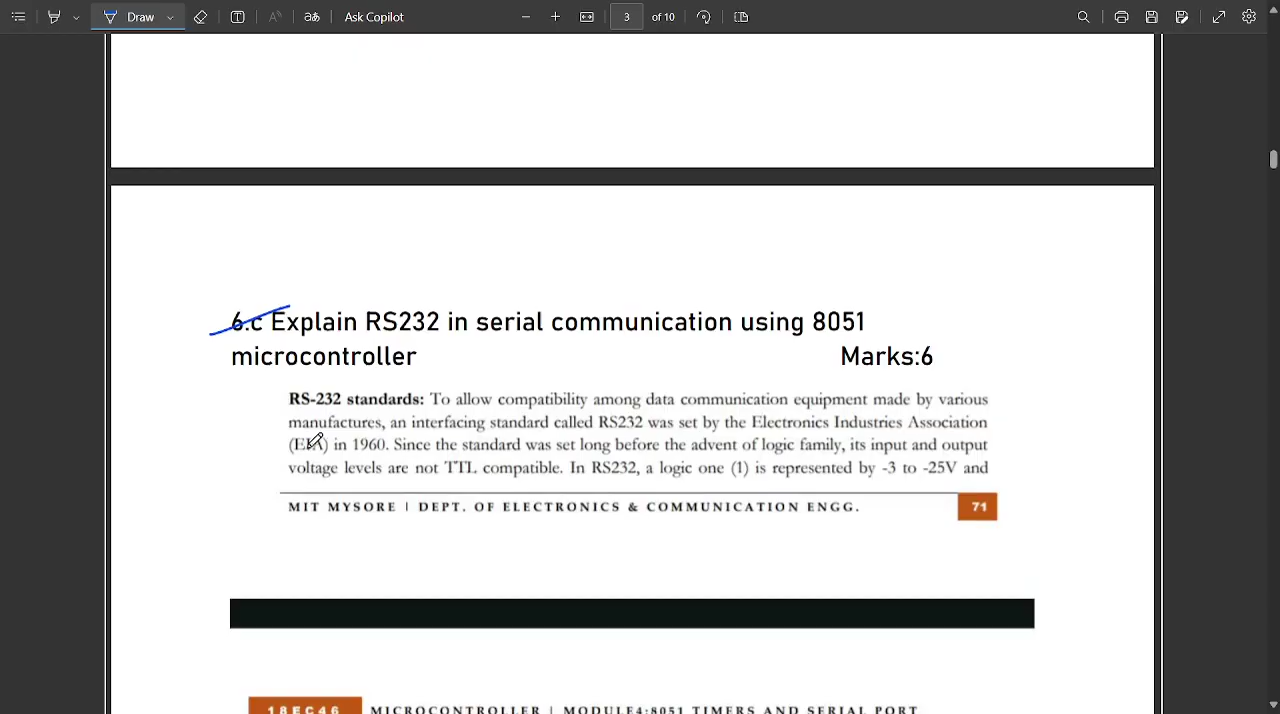 Draw
Ask Copilot
3 of 10
6.c Explain RS232 in serial communication using 8051
microcontroller Marks:6
RS-232 standards: To allow compatibility among data communication equipment made by various
manufactures, an interfacing standard called RS232 was set by the Electronics Industries Association
(EIA) in 1960. Since the standard was set long before the advent of logic family, its input and output
voltage levels are not TTL compatible. In RS232, a logic one (1) is represented by -3 to -25V and
MIT MYSORE | DEPT. OF ELECTRONICS & COMMUNICATION ENGG. 71
18EC46 MICROCONTROLLER | MODULE4:8051 TIMERS AND SERIAL PORT